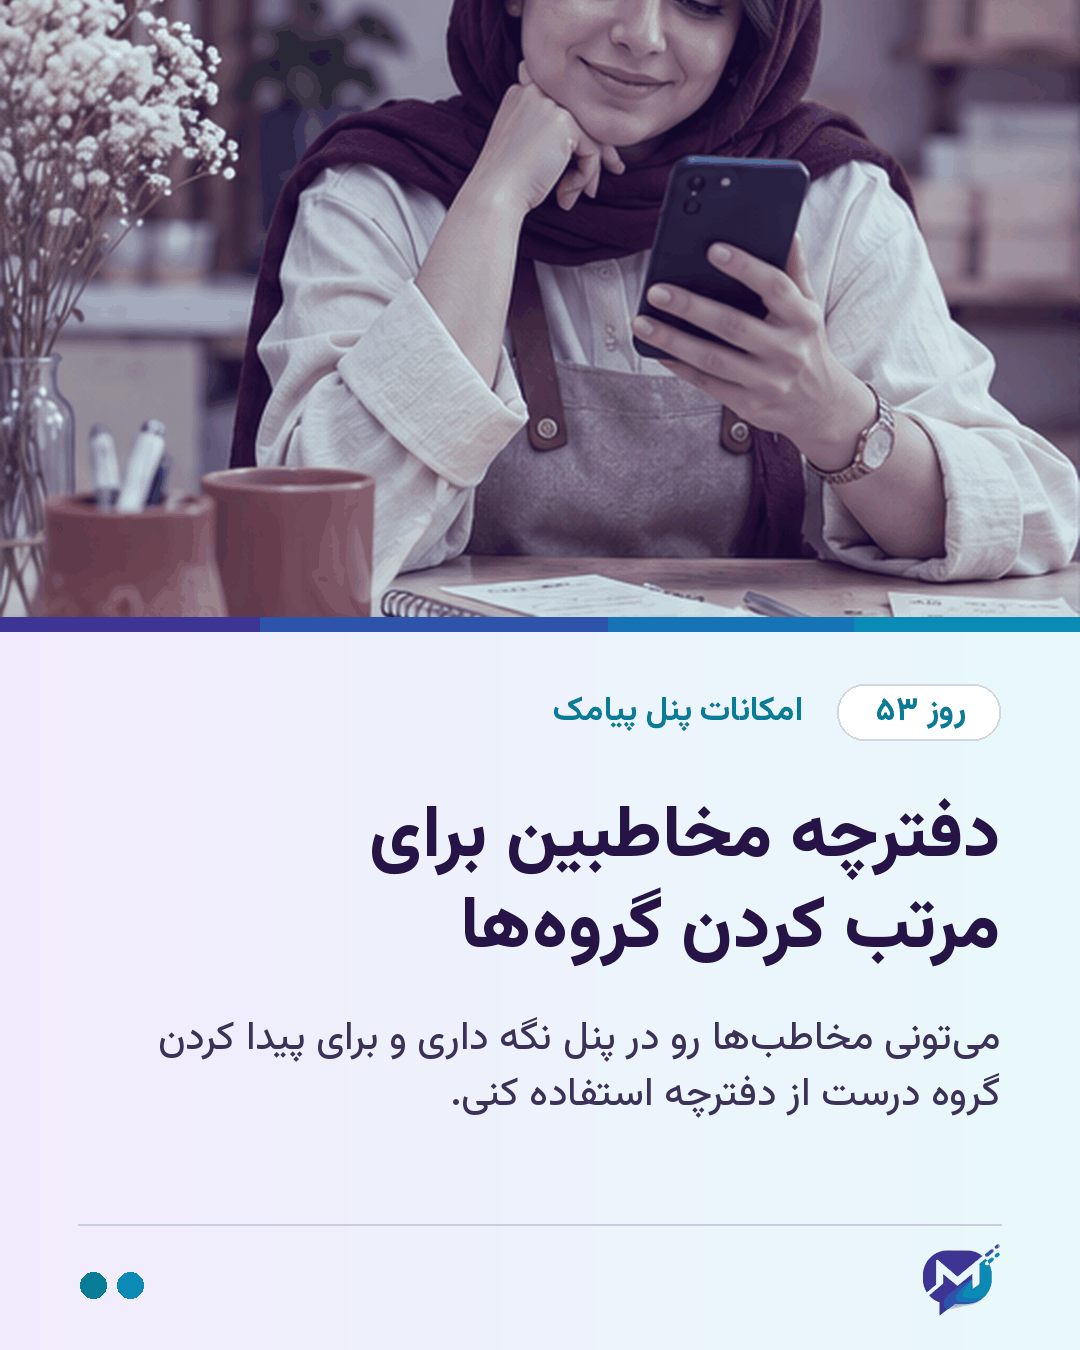 روز ۵۳
امکانات پنل پیامک
دفترچه مخاطبین برای
مرتب کردن گروه‌ها
می‌تونی مخاطب‌ها رو در پنل نگه داری و برای پیدا کردن
گروه درست از دفترچه استفاده کنی.